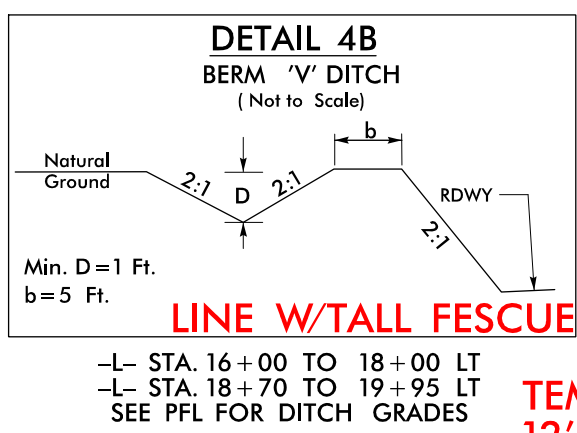 DETAIL 4B
BERM 'V' DITCH
( Not to Scale)
b
Natural
Ground
2:1
D
2:1
RDWY
2:1
Min. D=1 Ft.
b=5 Ft.
LINE W/TALL FESCUE
-L- STA. 16+00 TO 18+00 LT
-L- STA. 18+70 TO 19+95 LT
SEE PFL FOR DITCH GRADES